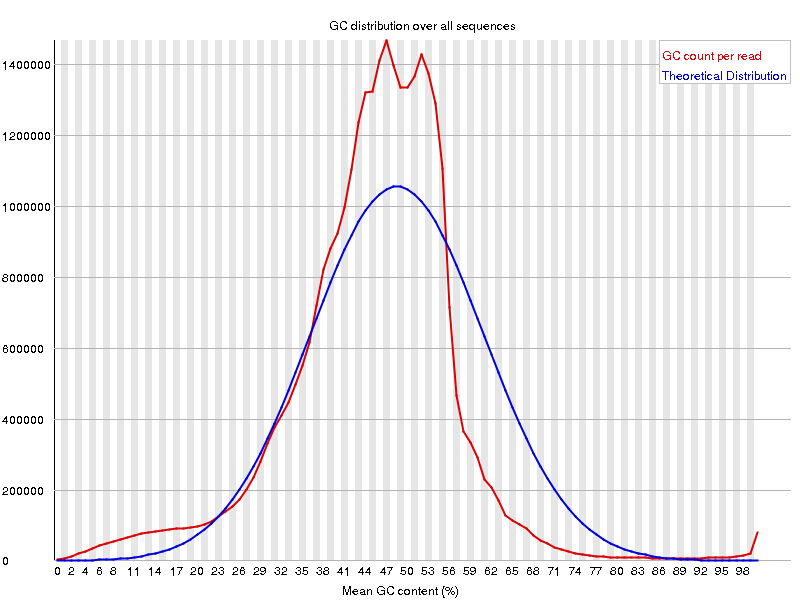 GC distribution over all sequences
GC count per read
Theoretical Distribution
1400000
1200000
1000000
800000
600000
400000
200000
0
0 2 4 6 8 11 14 17 20 23 26 29 32 35 38 41 44 47 50 53 56 59 62 65 68 71 74 77 80 83 86 89 92 95 98
Mean GC content (%)